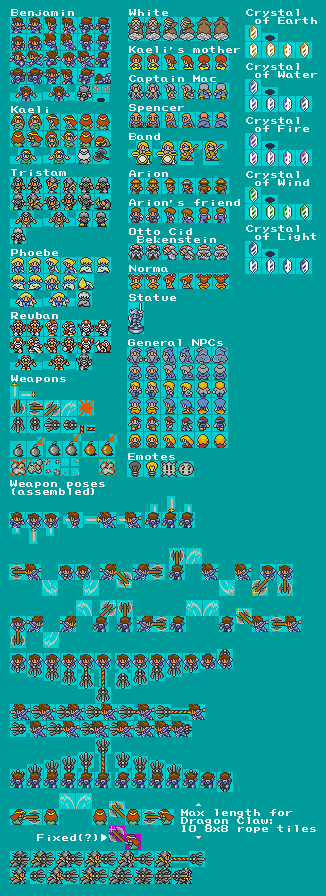 Benjamin
Kaeli
Tristam
Phoebe
Reuban
Weapons
White
Kaeli's mother
Captain Mac
Spencer
Band
Arion
Arion's friend
Otto Cid
Bekenstein
Norma
Statue
General NPCs
Emotes
Crystal
of Earth
Crystal
of Water
Crystal
of Fire
Crystal
of Wind
Crystal
of Light
Weapon poses
(assembled)
Max length for
Dragon Claw:
10 8x8 rope tiles
Fixed(?)